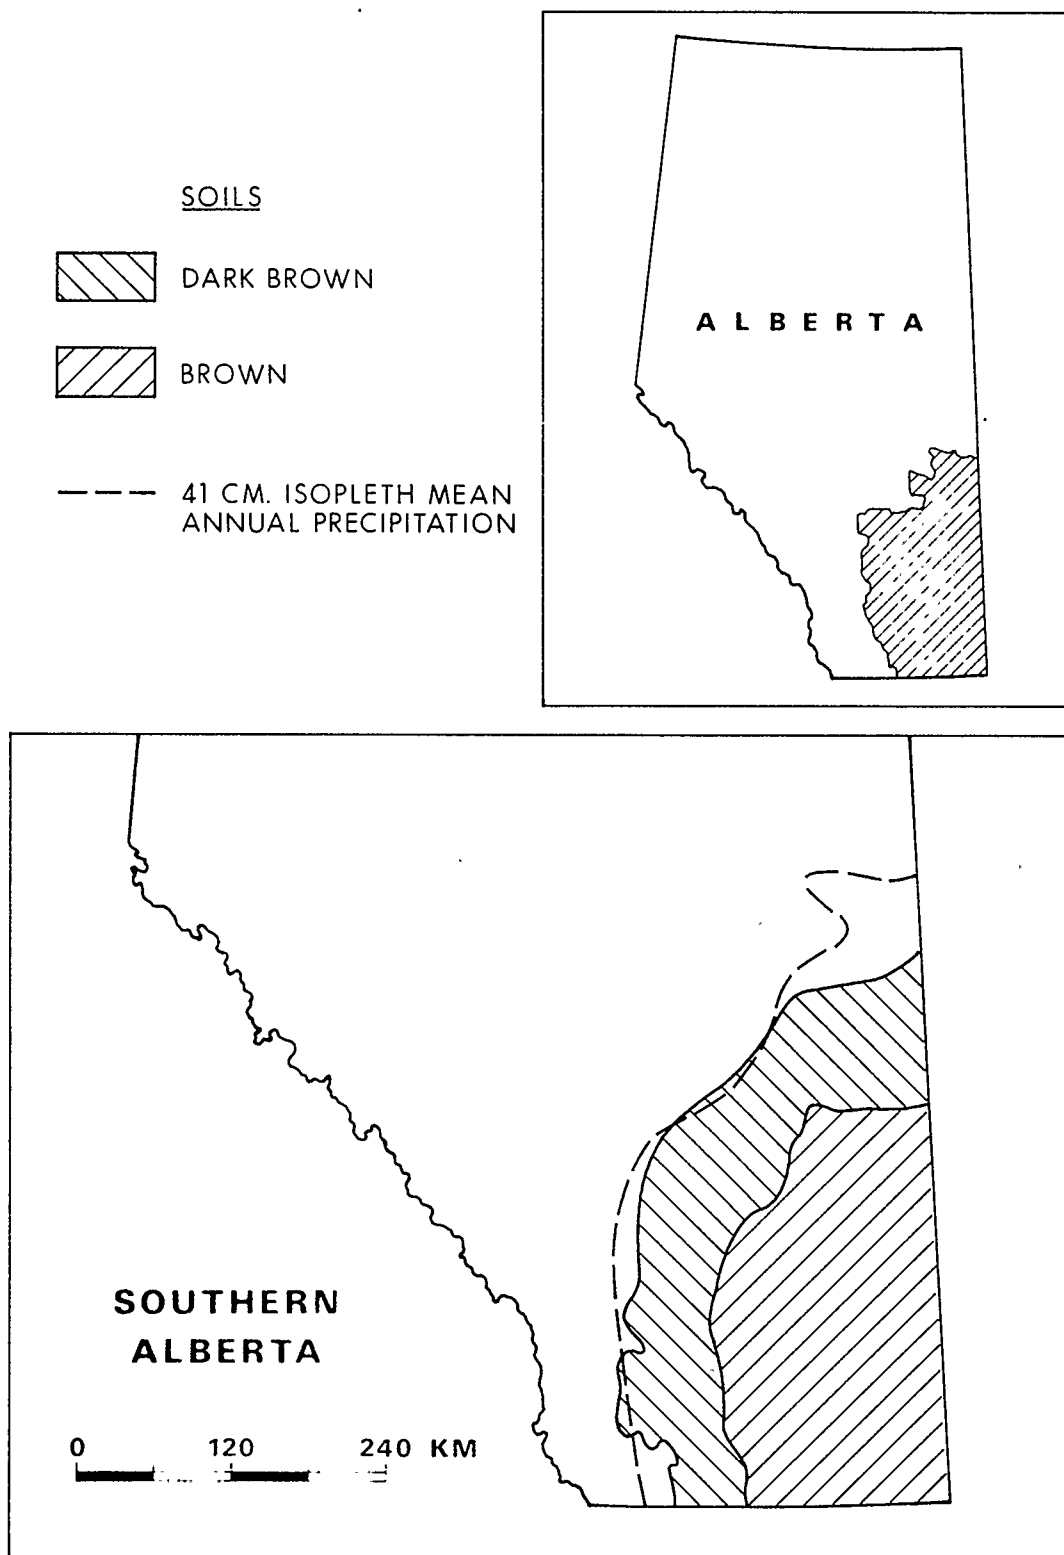 SOILS
DARK BROWN
BROWN
41 CM. ISOPLETH MEAN
ANNUAL PRECIPITATION
ALBERTA
SOUTHERN
ALBERTA
0 120 240 KM